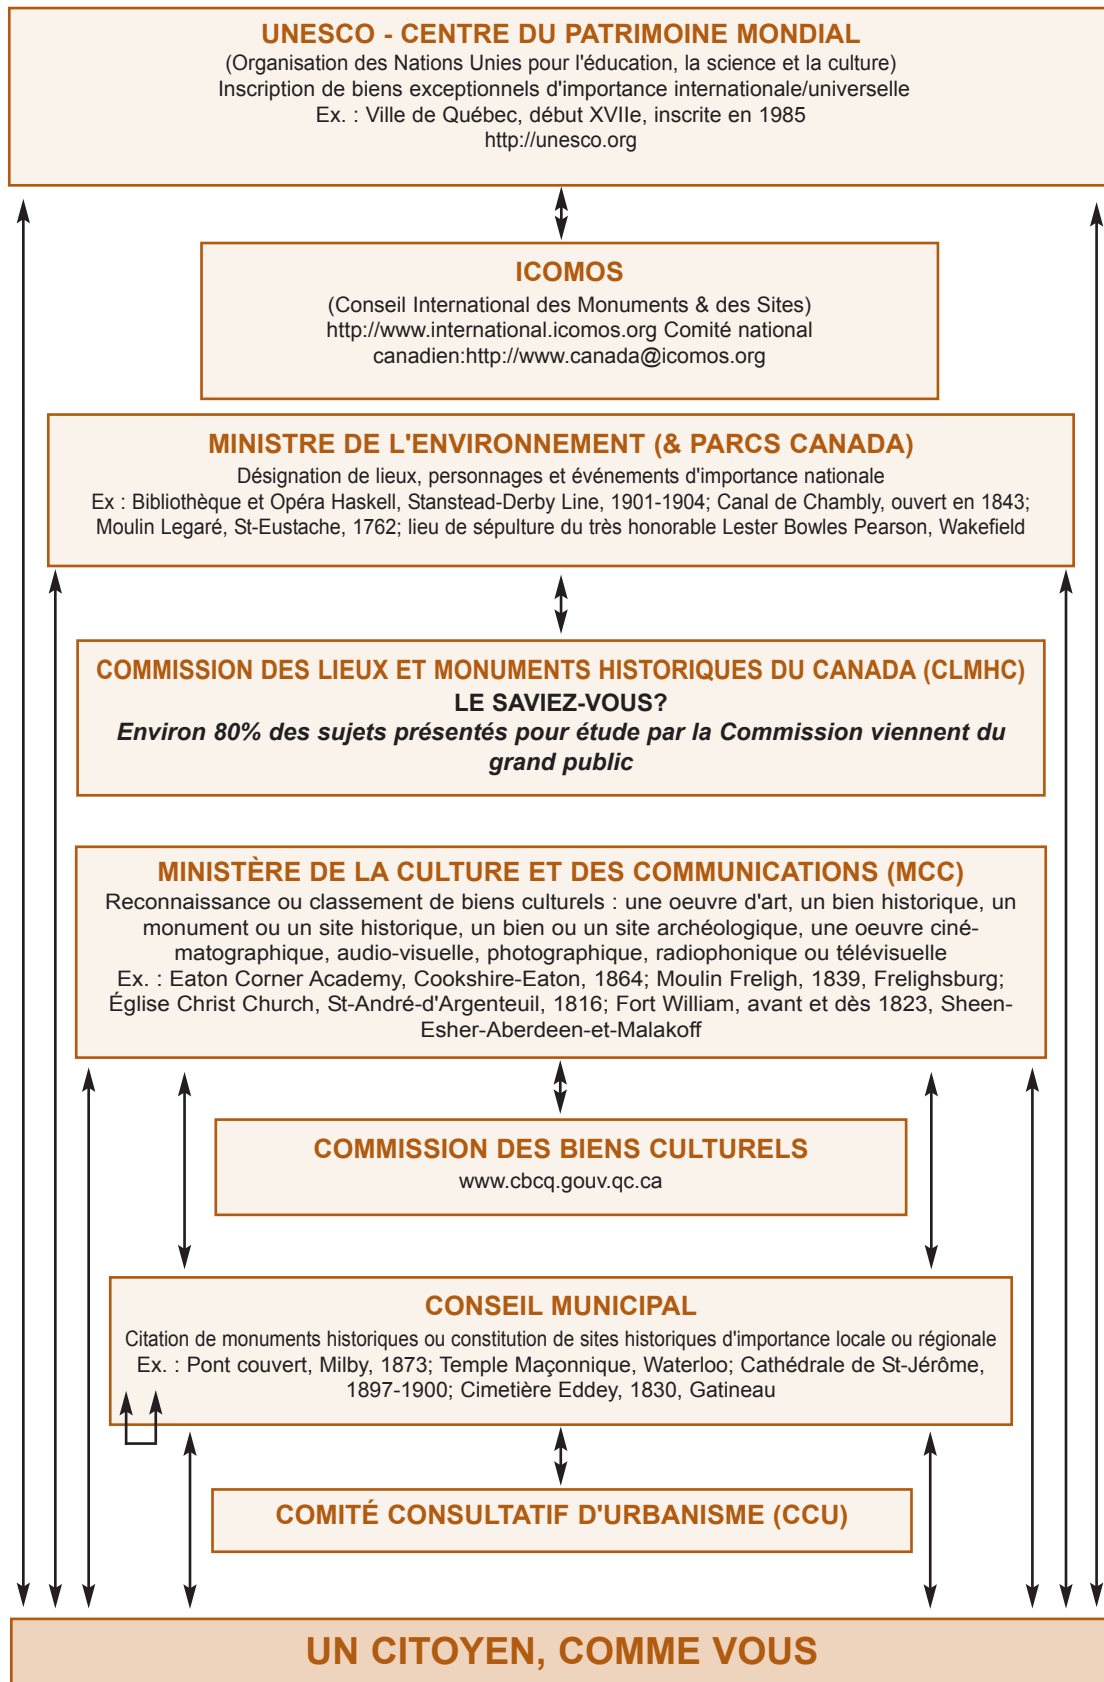 UNESCO - CENTRE DU PATRIMOINE MONDIAL
(Organisation des Nations Unies pour l'éducation, la science et la culture)
Inscription de biens exceptionnels d'importance internationale/universelle
Ex. : Ville de Québec, début XVIIe, inscrite en 1985
http://unesco.org
ICOMOS
(Conseil International des Monuments & des Sites)
http://www.international.icomos.org Comité national
canadien:http://www.canada@icomos.org
MINISTRE DE L'ENVIRONNEMENT (& PARCS CANADA)
Désignation de lieux, personnages et événements d'importance nationale
Ex : Bibliothèque et Opéra Haskell, Stanstead-Derby Line, 1901-1904; Canal de Chambly, ouvert en 1843;
Moulin Legaré, St-Eustache, 1762; lieu de sépulture du très honorable Lester Bowles Pearson, Wakefield
COMMISSION DES LIEUX ET MONUMENTS HISTORIQUES DU CANADA (CLMHC)
LE SAVIEZ-VOUS?
Environ 80% des sujets présentés pour étude par la Commission viennent du
grand public
MINISTÈRE DE LA CULTURE ET DES COMMUNICATIONS (MCC)
Reconnaissance ou classement de biens culturels : une oeuvre d'art, un bien historique, un
monument ou un site historique, un bien ou un site archéologique, une oeuvre ciné-
matographique, audio-visuelle, photographique, radiophonique ou télévisuelle
Ex. : Eaton Corner Academy, Cookshire-Eaton, 1864; Moulin Freligh, 1839, Frelighsburg;
Église Christ Church, St-André-d'Argenteuil, 1816; Fort William, avant et dès 1823, Sheen-
Esher-Aberdeen-et-Malakoff
COMMISSION DES BIENS CULTURELS
www.cbcq.gouv.qc.ca
CONSEIL MUNICIPAL
Citation de monuments historiques ou constitution de sites historiques d'importance locale ou régionale
Ex. : Pont couvert, Milby, 1873; Temple Maçonnique, Waterloo; Cathédrale de St-Jérôme,
1897-1900; Cimetière Eddey, 1830, Gatineau
COMITÉ CONSULTATIF D'URBANISME (CCU)
UN CITOYEN, COMME VOUS